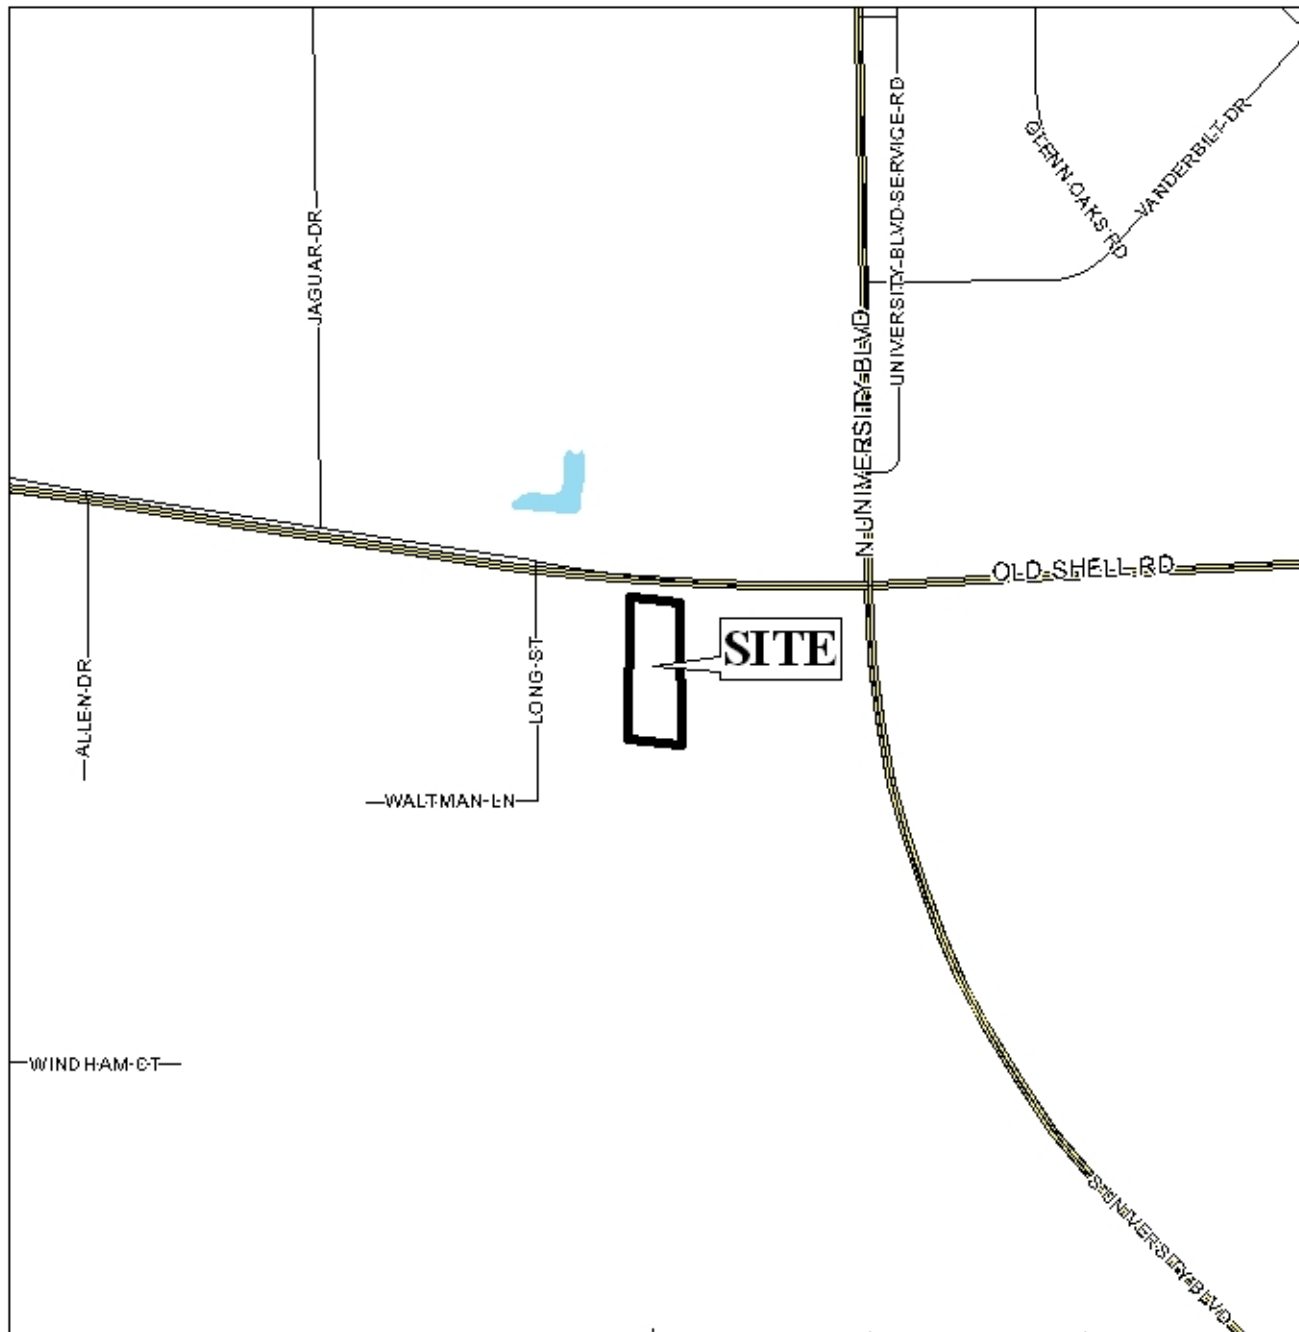 UNIVERSITY BLVD SERVICE RD
GLENN OAKS RD
VANDERBILT DR
JAGUAR DR
N UNIVERSITY BLVD
OLD SHELL RD
SITE
ALLEN DR
LONG ST
WALTMAN LN
WINDHAM CT
S UNIVERSITY BLVD